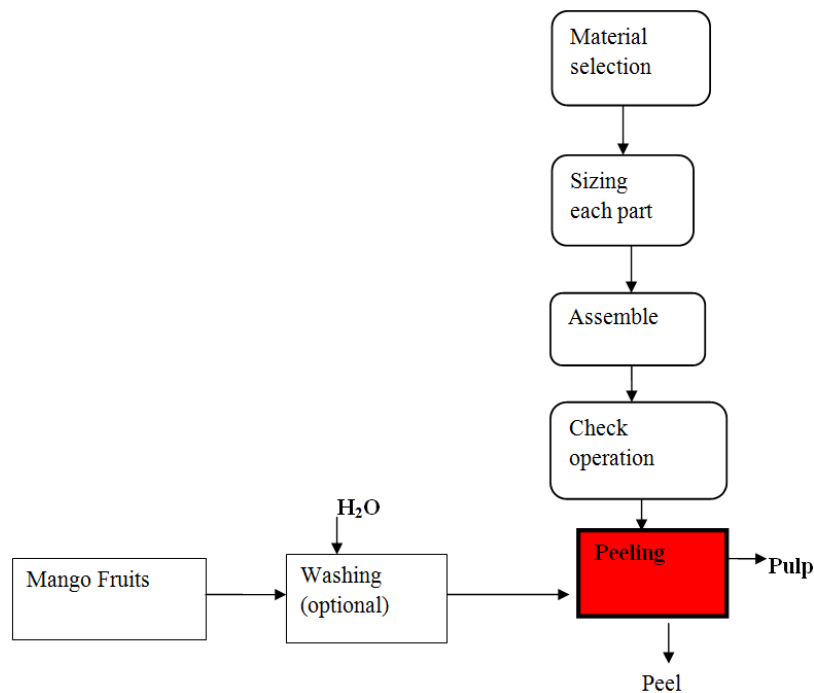 Material
selection
Sizing
each part
Assemble
Check
operation
H₂O
Mango Fruits
Washing
(optional)
Peeling
Pulp
Peel